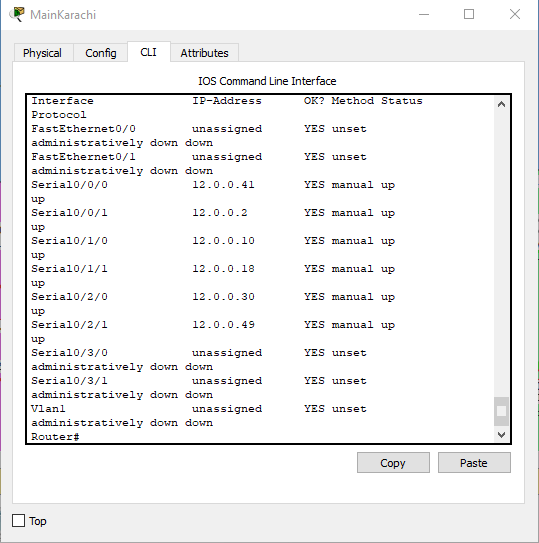 MainKarachi
Physical Config CLI Attributes
IOS Command Line Interface
Interface IP-Address OK? Method Status
Protocol
FastEthernet0/0 unassigned YES unset
administratively down down
FastEthernet0/1 unassigned YES unset
administratively down down
Serial0/0/0 12.0.0.41 YES manual up
up
Serial0/0/1 12.0.0.2 YES manual up
up
Serial0/1/0 12.0.0.10 YES manual up
up
Serial0/1/1 12.0.0.18 YES manual up
up
Serial0/2/0 12.0.0.30 YES manual up
up
Serial0/2/1 12.0.0.49 YES manual up
up
Serial0/3/0 unassigned YES unset
administratively down down
Serial0/3/1 unassigned YES unset
administratively down down
Vlan1 unassigned YES unset
administratively down down
Router#
Copy Paste
Top